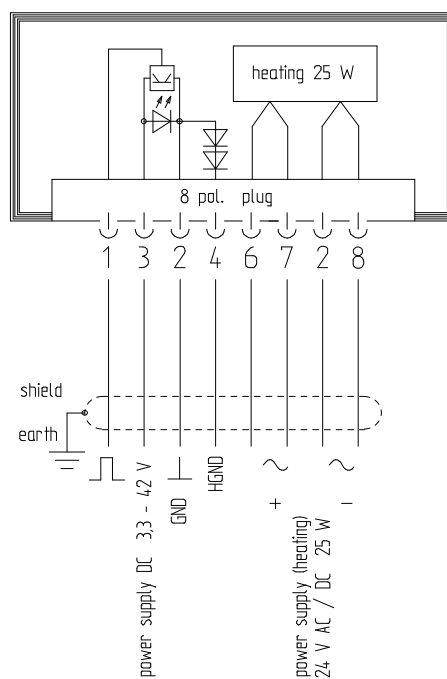 heating 25 W
8 pol. plug
1 3 2 4 6 7 2 8
shield
earth
power supply DC 3,3 - 42 V
GND
HGND
+ −
power supply (heating)
24 V AC / DC 25 W